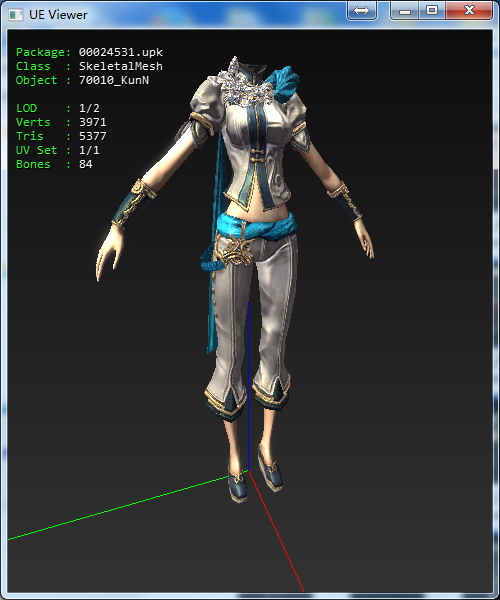 UE Viewer
Package: 00024531.upk
Class : SkeletalMesh
Object : 70010_KunN
LOD : 1/2
Verts : 3971
Tris : 5377
UV Set : 1/1
Bones : 84